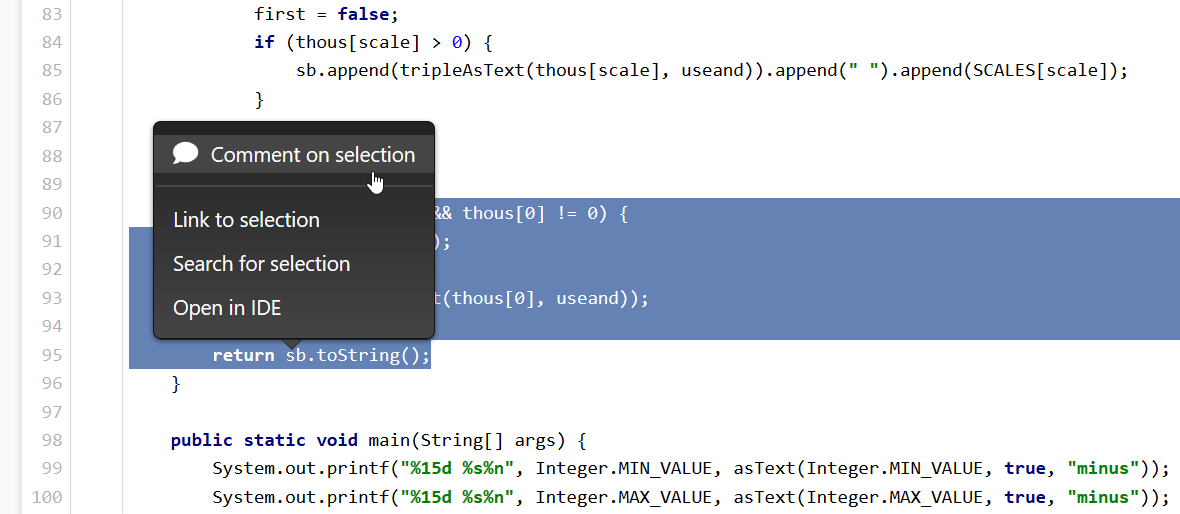 83 first = false;
84 if (thous[scale] > 0) {
85 sb.append(tripleAsText(thous[scale], useand)).append(" ").append(SCALES[scale]);
86 }
87
88
Comment on selection
89
90 && thous[0] != 0) {
Link to selection
91 );
92
Search for selection
93 (thous[0], useand));
Open in IDE
94
95 return sb.toString();
96 }
97
98 public static void main(String[] args) {
99 System.out.printf("%15d %s%n", Integer.MIN_VALUE, asText(Integer.MIN_VALUE, true, "minus"));
100 System.out.printf("%15d %s%n", Integer.MAX_VALUE, asText(Integer.MAX_VALUE, true, "minus"));